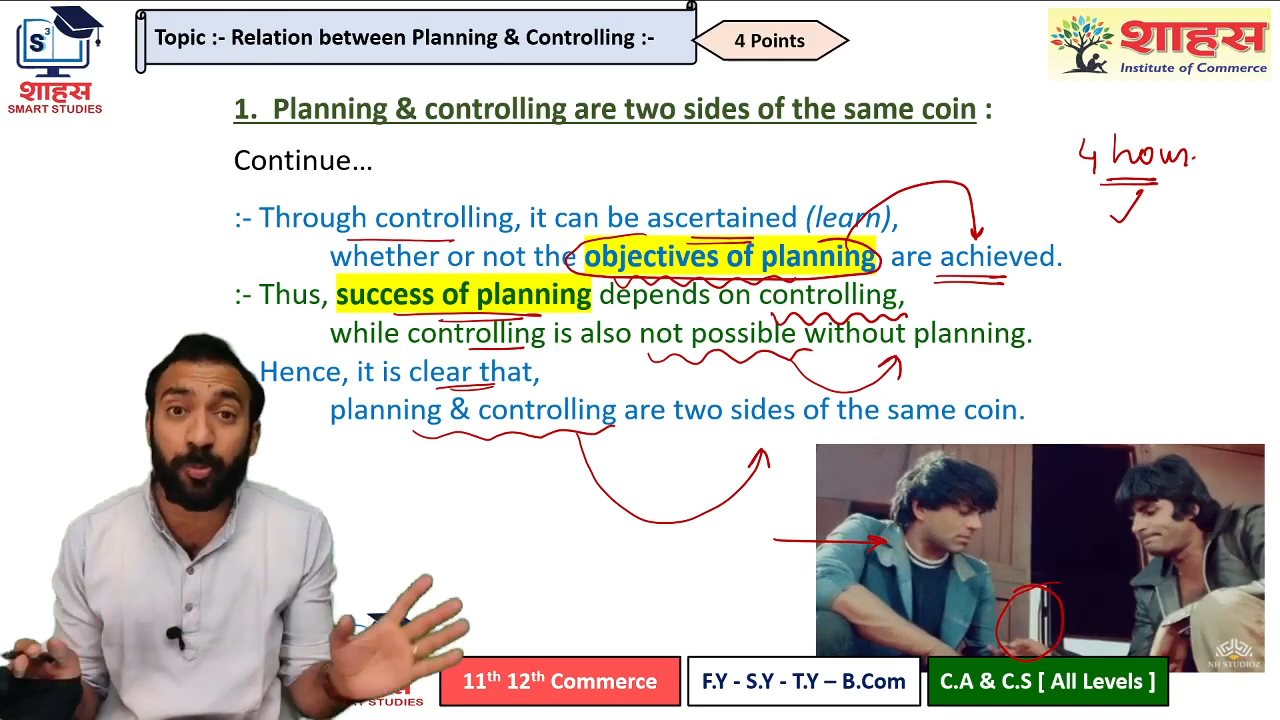 Topic :- Relation between Planning & Controlling :-
4 Points
S³
शाहस
SMART STUDIES
शाहस
Institute of Commerce
1. Planning & controlling are two sides of the same coin :
Continue...
4 hour.
:- Through controlling, it can be ascertained (learn),
whether or not the objectives of planning are achieved.
:- Thus, success of planning depends on controlling,
while controlling is also not possible without planning.
Hence, it is clear that,
planning & controlling are two sides of the same coin.
NH STUDIOZ
11th 12th Commerce
F.Y - S.Y - T.Y – B.Com
C.A & C.S [ All Levels ]
RT STUDIES